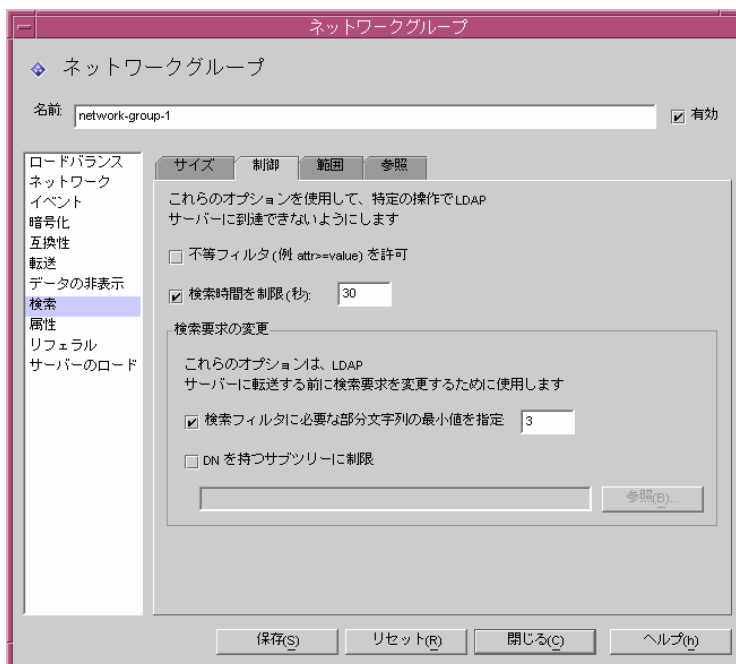 ネットワークグループ
ネットワークグループ
名前: network-group-1 有効
ロードバランス
ネットワーク
イベント
暗号化
互換性
転送
データの非表示
検索
属性
リフェラル
サーバーのロード
サイズ 制御 範囲 参照
これらのオプションを使用して、特定の操作でLDAP
サーバーに到達できないようにします
不等フィルタ(例: attr>=value) を許可
検索時間を制限(秒): 30
検索要求の変更
これらのオプションは、LDAP
サーバーに転送する前に検索要求を変更するために使用します
検索フィルタに必要な部分文字列の最小値を指定 3
DN を持つサブツリーに制限
参照(B)...
保存(S) リセット(R) 閉じる(C) ヘルプ(h)